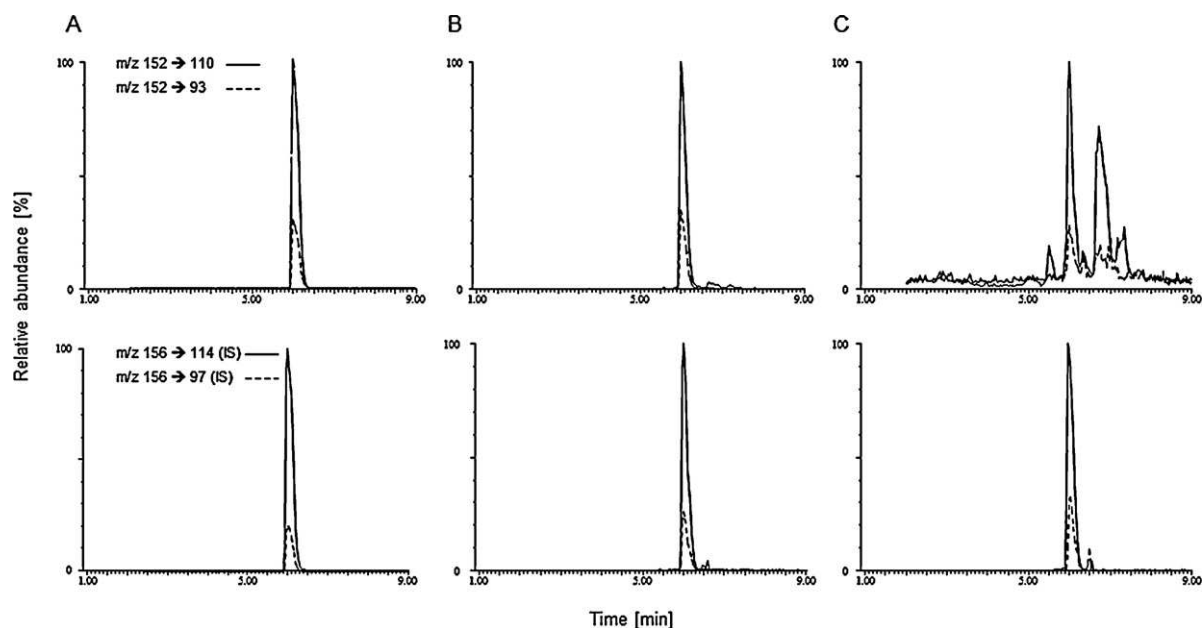 A B C
100 100 100
m/z 152 ➔ 110
m/z 152 ➔ 93
0 0 0
1.00 5.00 9.00 1.00 5.00 9.00 1.00 5.00 9.00
Relative abundance [%]
100 100 100
m/z 156 ➔ 114 (IS)
m/z 156 ➔ 97 (IS)
0 0 0
1.00 5.00 9.00 1.00 5.00 9.00 1.00 5.00 9.00
Time [min]